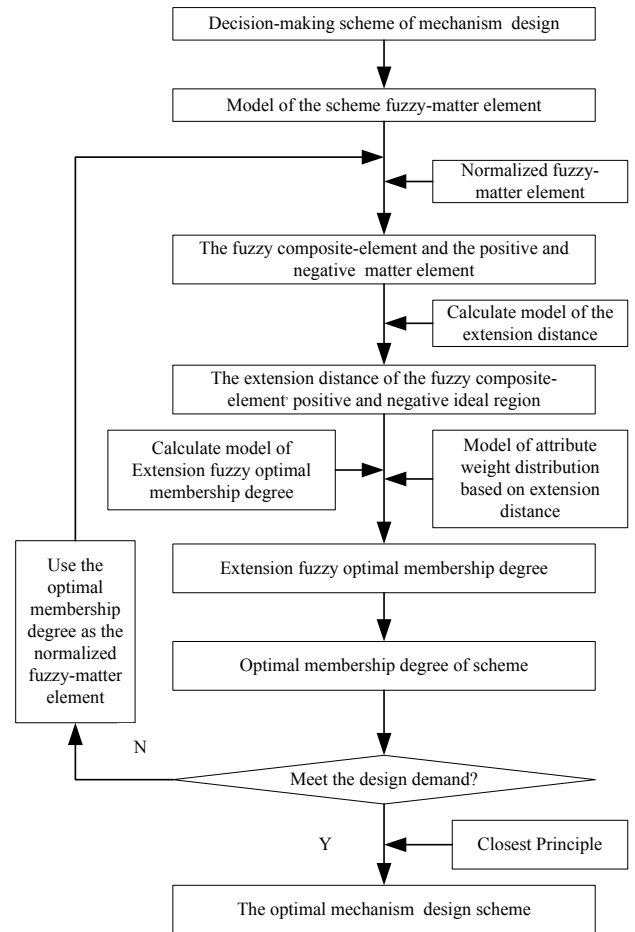 Decision-making scheme of mechanism design
Model of the scheme fuzzy-matter element
Normalized fuzzy-
matter element
The fuzzy composite-element and the positive and
negative matter element
Calculate model of the
extension distance
The extension distance of the fuzzy composite-
element, positive and negative ideal region
Calculate model of
Extension fuzzy optimal
membership degree
Model of attribute
weight distribution
based on extension
distance
Use the
optimal
membership
degree as the
normalized
fuzzy-matter
element
Extension fuzzy optimal membership degree
Optimal membership degree of scheme
N
Meet the design demand?
Y
Closest Principle
The optimal mechanism design scheme